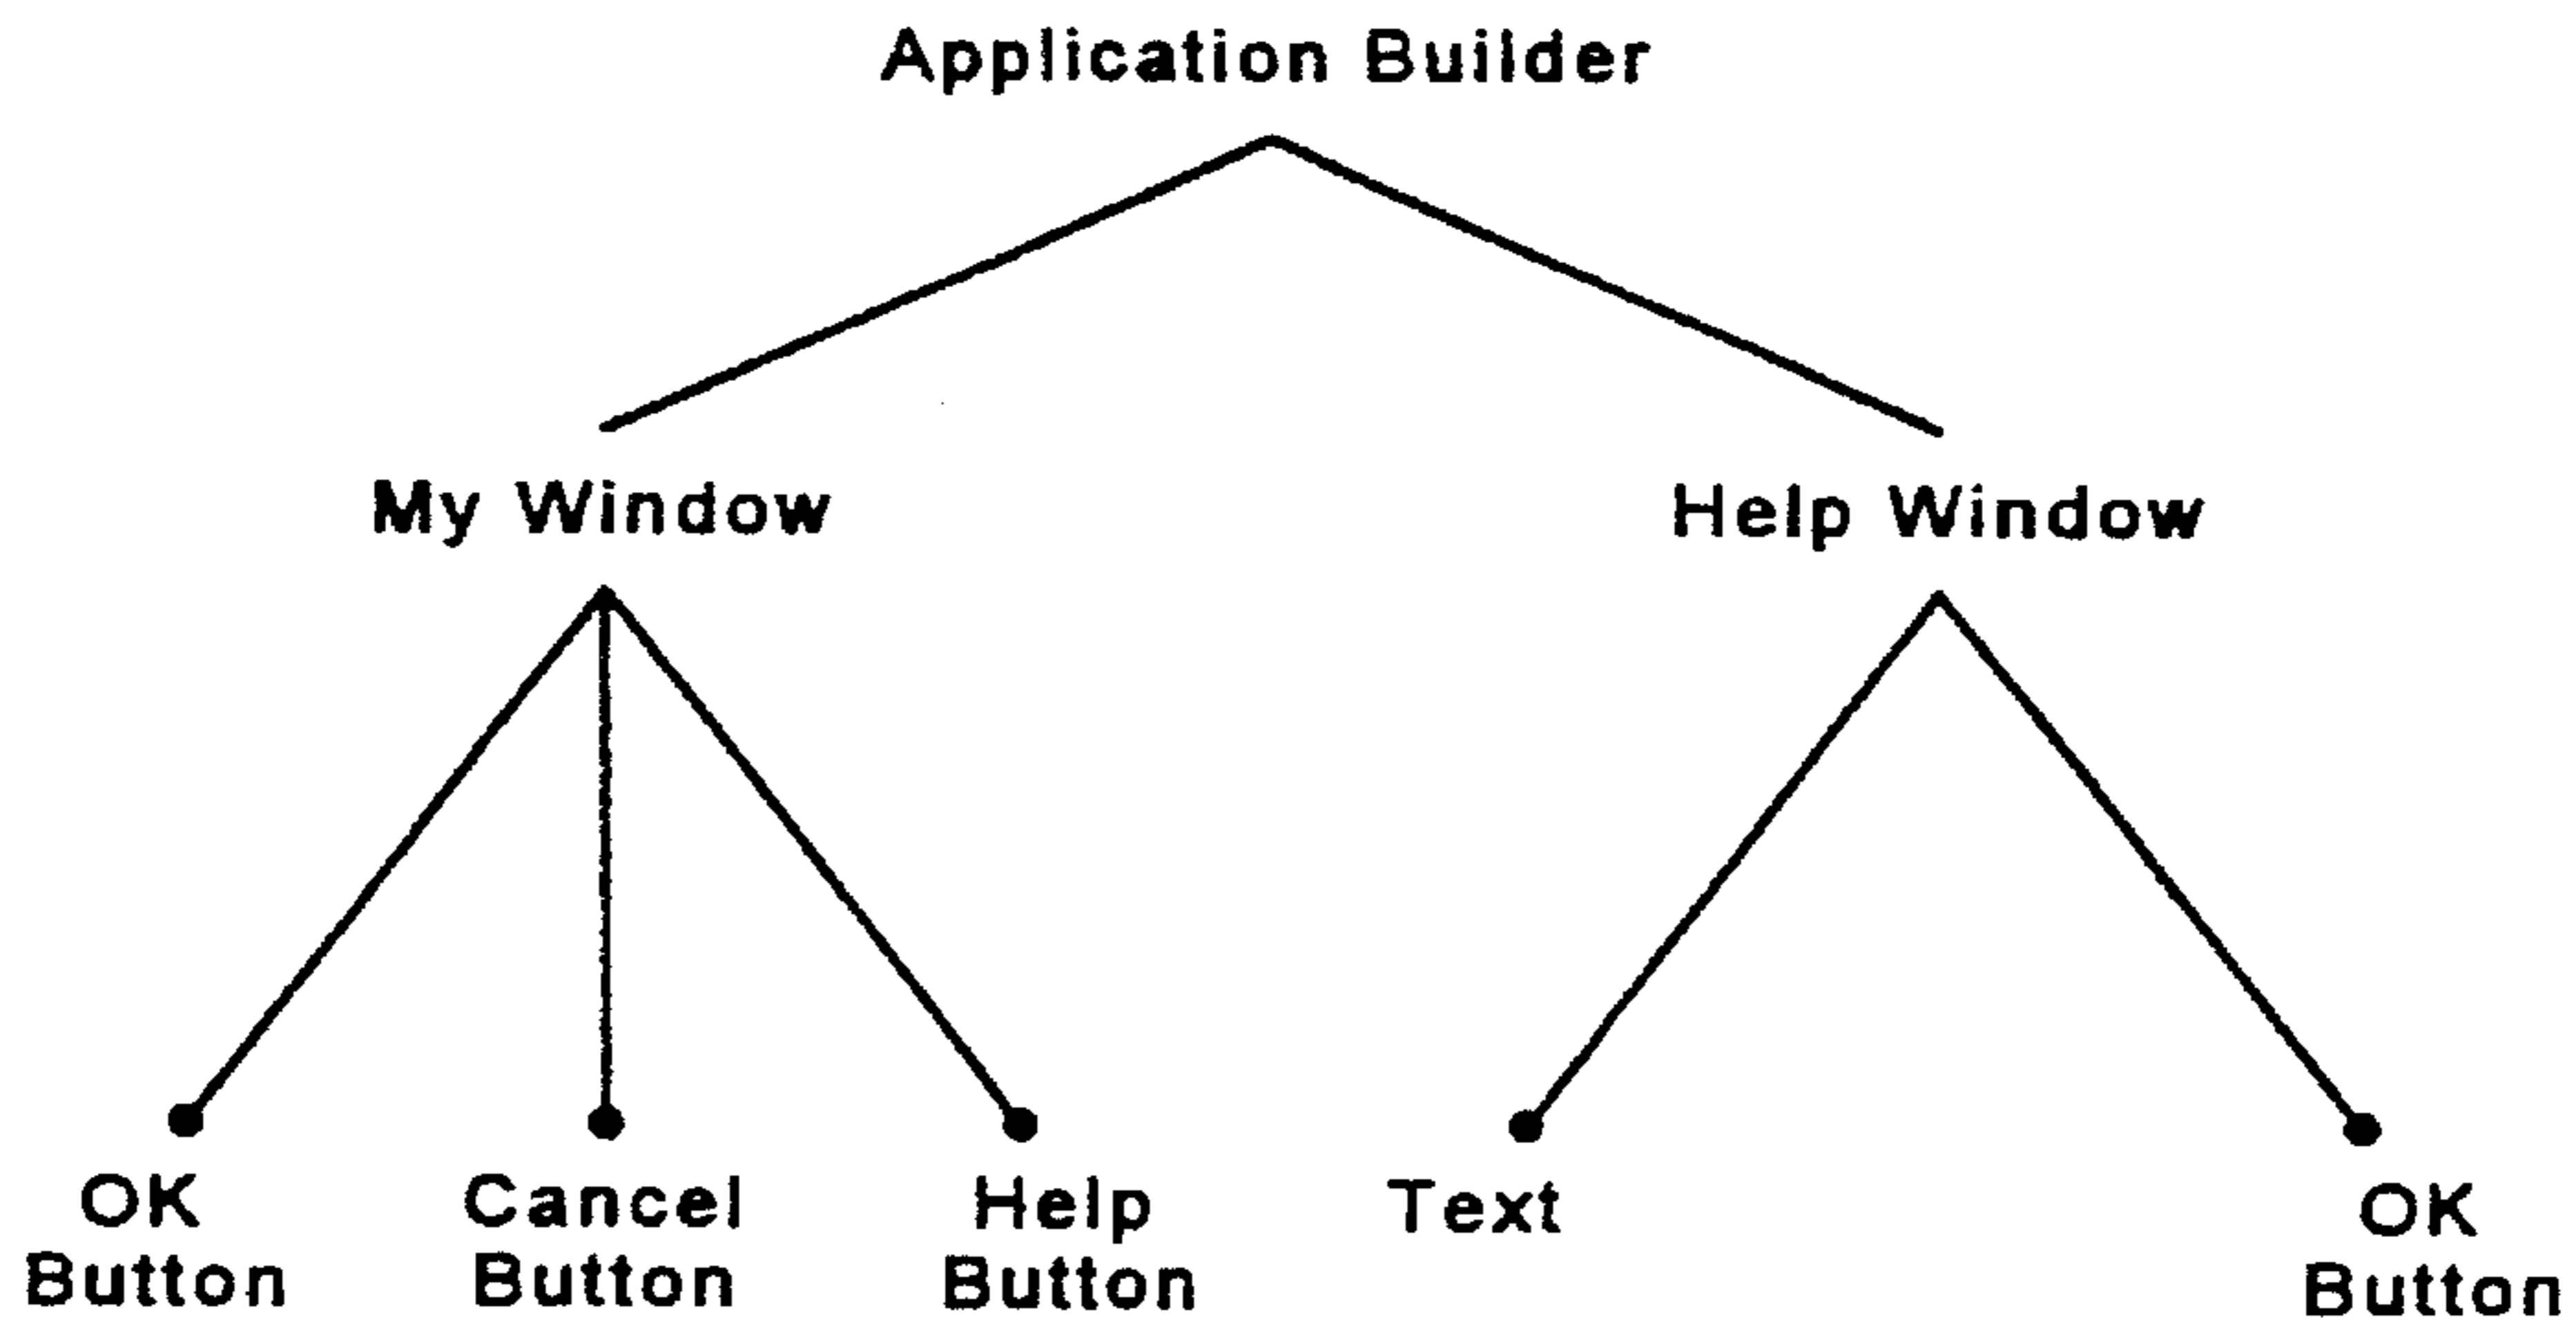 Application Builder
My Window
Help Window
OK
Button
Cancel
Button
Help
Button
Text
OK
Button